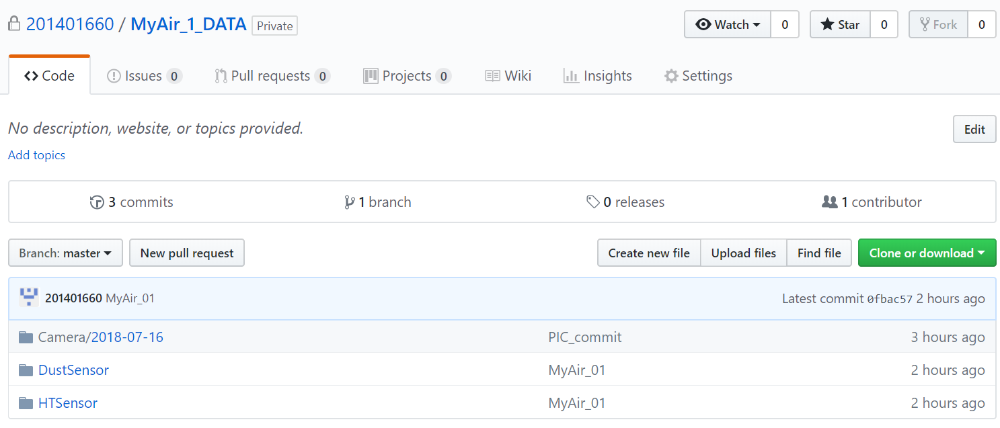 201401660 / MyAir_1_DATA Private Watch 0 Star 0 Fork 0
Code Issues 0 Pull requests 0 Projects 0 Wiki Insights Settings
No description, website, or topics provided. Edit
Add topics
3 commits 1 branch 0 releases 1 contributor
Branch: master New pull request Create new file Upload files Find file Clone or download
201401660 MyAir_01 Latest commit 0fbac57 2 hours ago
Camera/2018-07-16 PIC_commit 3 hours ago
DustSensor MyAir_01 2 hours ago
HTSensor MyAir_01 2 hours ago